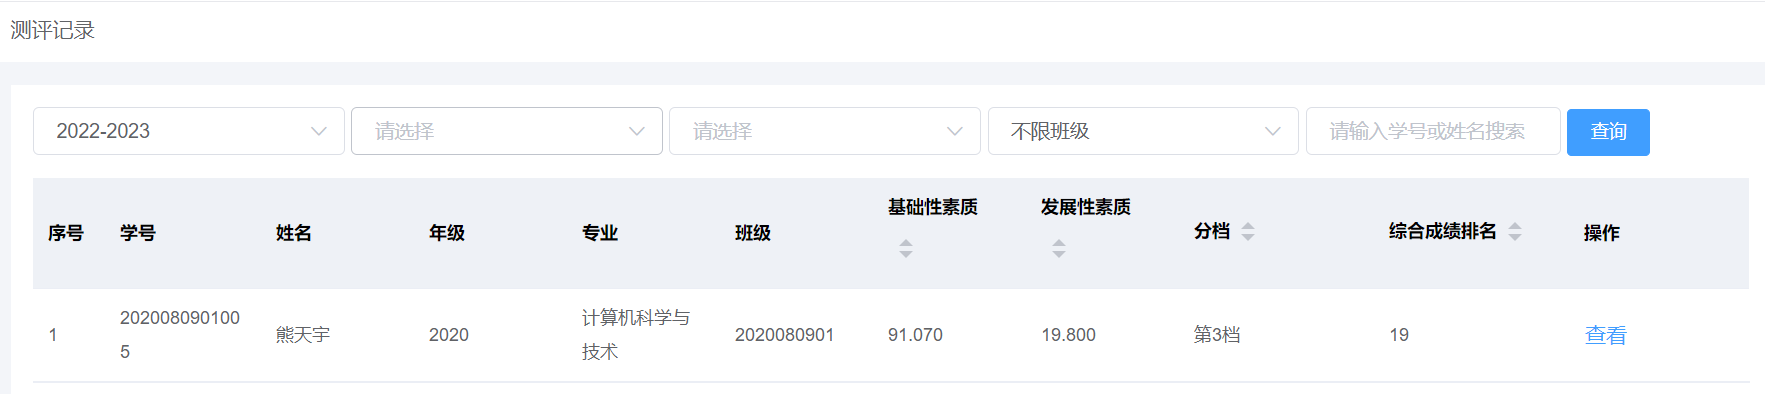 测评记录
2022-2023 请选择 请选择 不限班级 请输入学号或姓名搜索 查询
序号 学号 姓名 年级 专业 班级 基础性素质 发展性素质 分档 综合成绩排名 操作
1 202008090100 熊天宇 2020 计算机科学与 2020080901 91.070 19.800 第3档 19 查看
5 技术